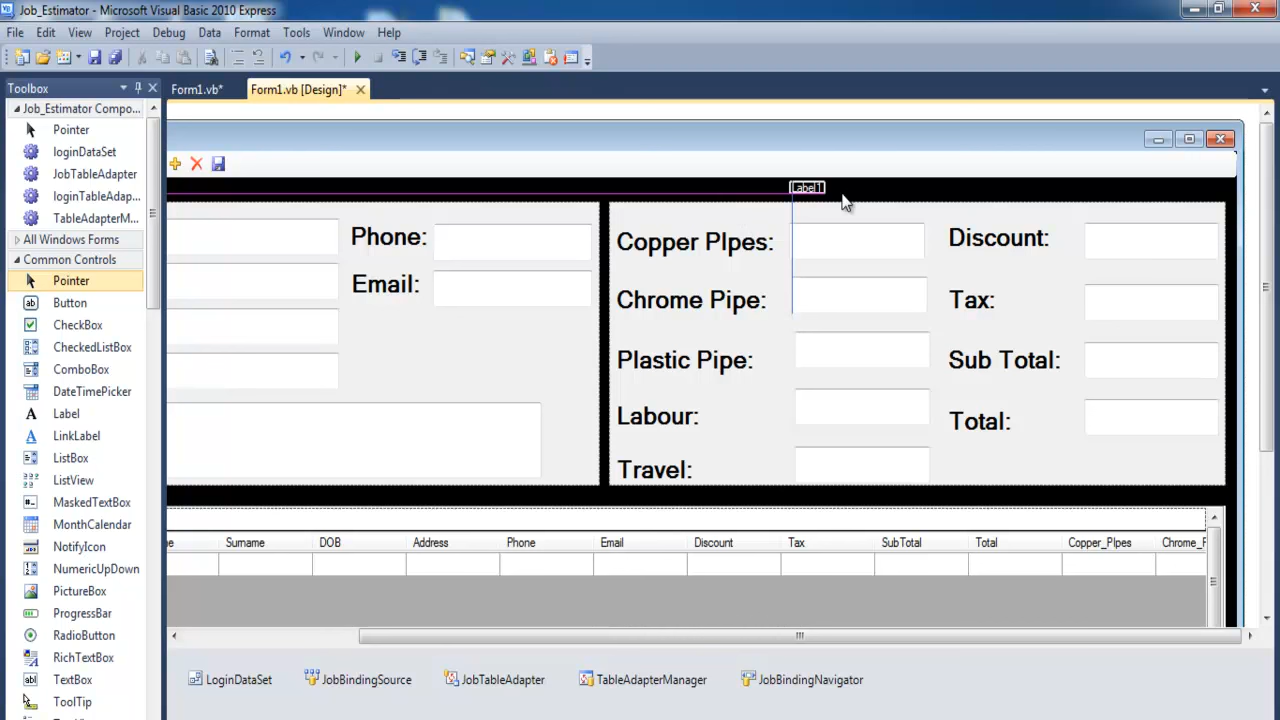 Job_Estimator - Microsoft Visual Basic 2010 Express
File Edit View Project Debug Data Format Tools Window Help
Toolbox
Form1.vb*
Form1.vb [Design]*
Job_Estimator Compo...
Pointer
loginDataSet
JobTableAdapter
loginTableAdap...
TableAdapterM...
All Windows Forms
Common Controls
Pointer
Button
CheckBox
CheckedListBox
ComboBox
DateTimePicker
Label
LinkLabel
ListBox
ListView
MaskedTextBox
MonthCalendar
NotifyIcon
NumericUpDown
PictureBox
ProgressBar
RadioButton
RichTextBox
TextBox
ToolTip
Label1
Phone:
Email:
Copper PIpes:
Chrome Pipe:
Plastic Pipe:
Labour:
Travel:
Discount:
Tax:
Sub Total:
Total:
Surname DOB Address Phone Email Discount Tax SubTotal Total Copper_PIpes
LoginDataSet JobBindingSource JobTableAdapter TableAdapterManager JobBindingNavigator